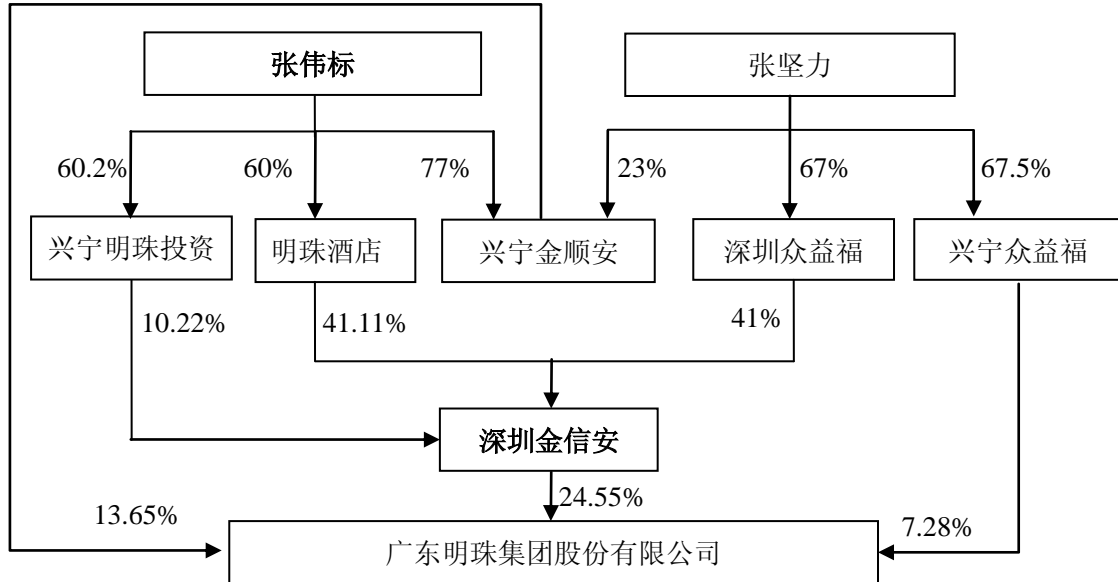 张伟标
张坚力
60.2%
60%
77%
23%
67%
67.5%
兴宁明珠投资
明珠酒店
兴宁金顺安
深圳众益福
兴宁众益福
10.22%
41.11%
41%
深圳金信安
24.55%
13.65%
7.28%
广东明珠集团股份有限公司